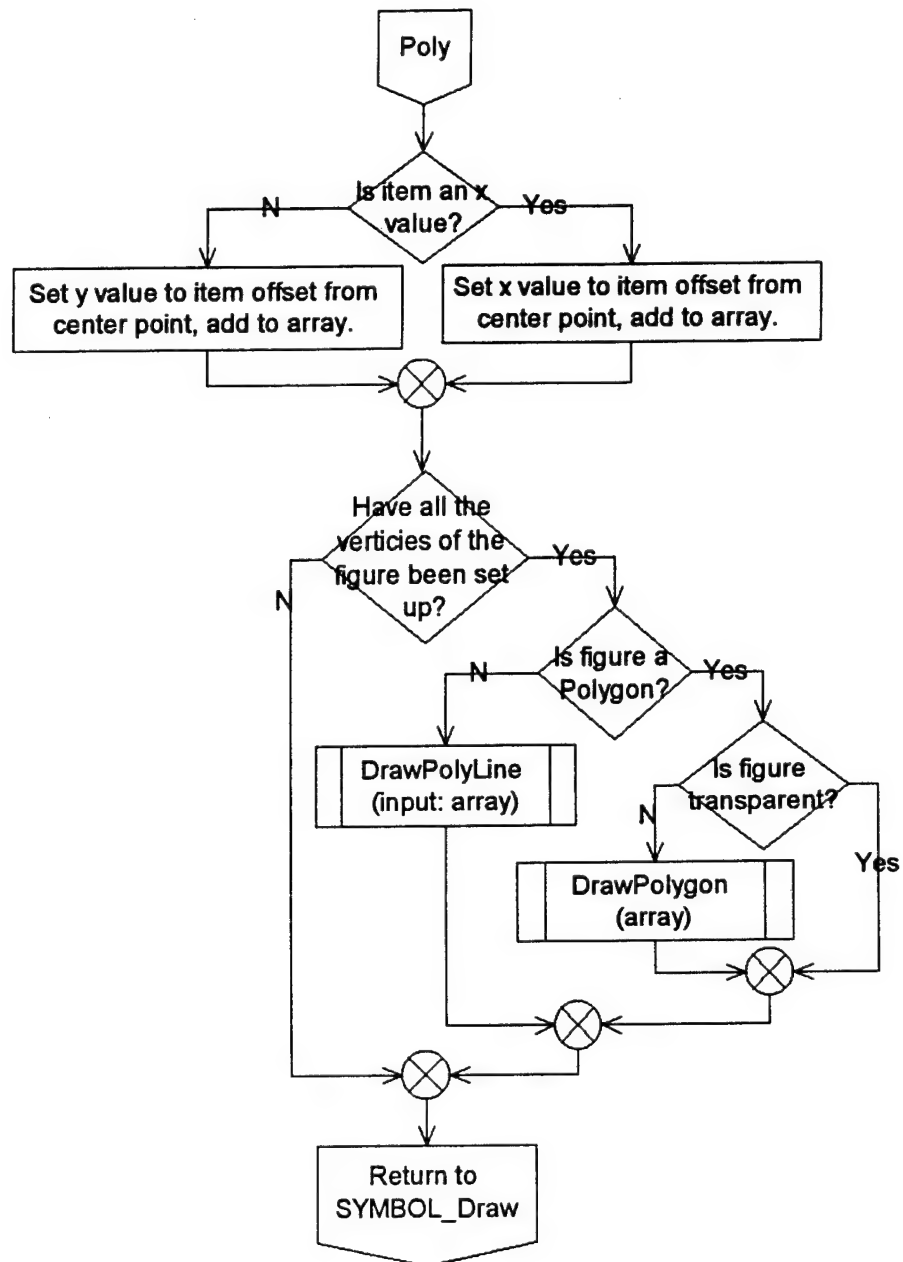 Poly
Is item an x
value?
N
Yes
Set y value to item offset from
center point, add to array.
Set x value to item offset from
center point, add to array.
Have all the
verticies of the
figure been set
up?
Yes
N
Is figure a
Polygon?
N
Yes
DrawPolyLine
(input: array)
Is figure
transparent?
N
Yes
DrawPolygon
(array)
Return to
SYMBOL_Draw